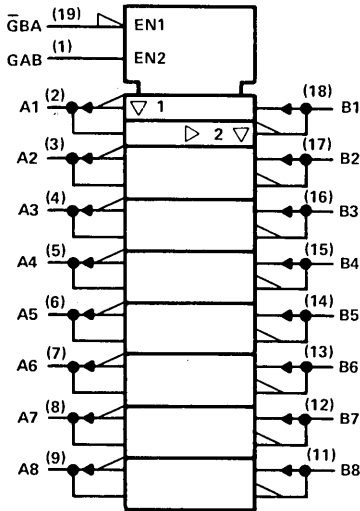 G̅BA (19) EN1
GAB (1) EN2
A1 (2) ▽ 1 (18) B1
▷ 2 ▽
A2 (3) (17) B2
A3 (4) (16) B3
A4 (5) (15) B4
A5 (6) (14) B5
A6 (7) (13) B6
A7 (8) (12) B7
A8 (9) (11) B8